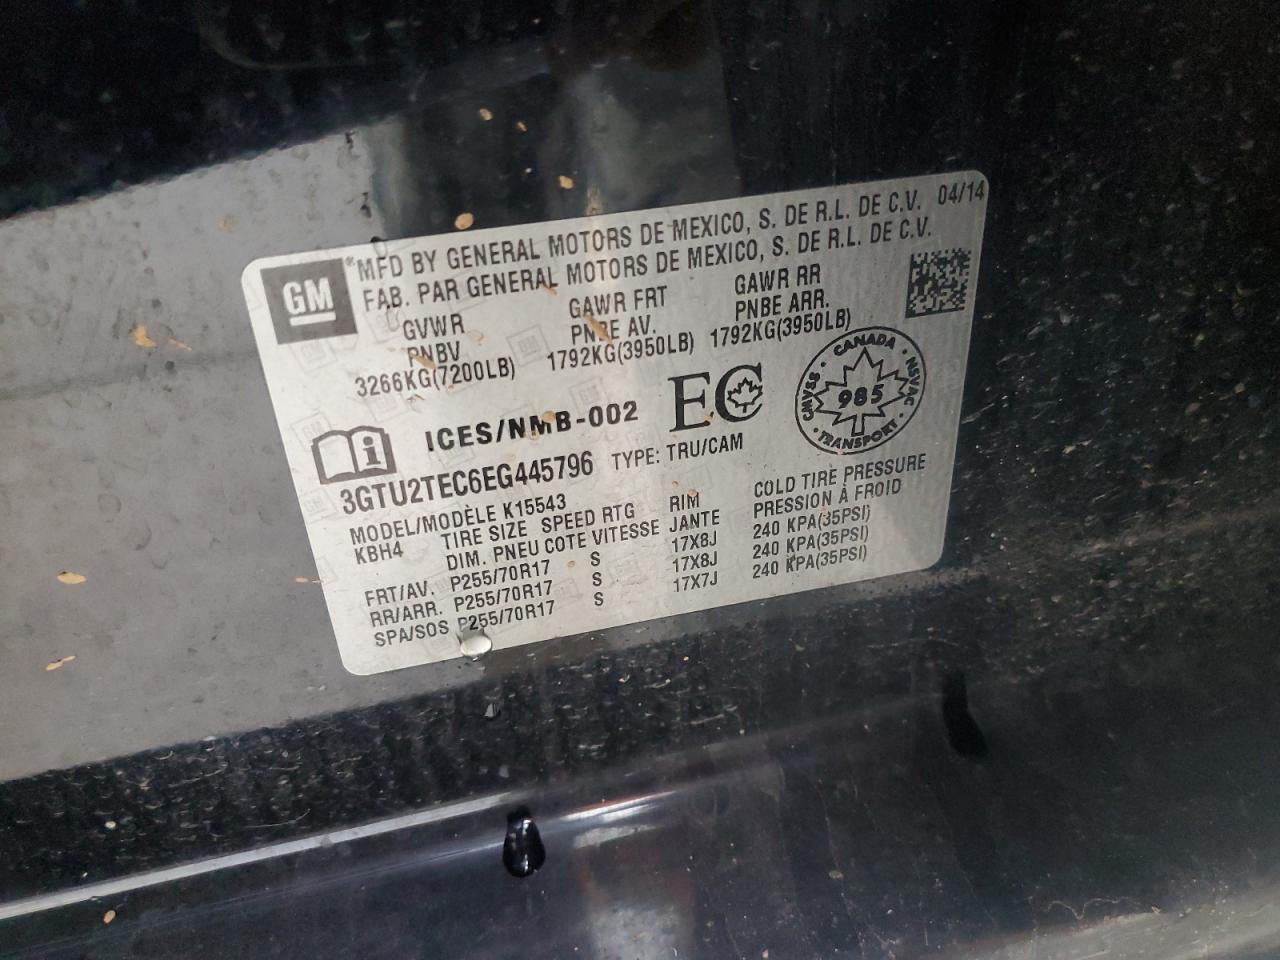 GM
MFD BY GENERAL MOTORS DE MEXICO, S. DE R.L. DE C.V. 04/14
FAB. PAR GENERAL MOTORS DE MEXICO, S. DE R.L. DE C.V.
GVWR GAWR FRT GAWR RR
PNBV PNBE AV. PNBE ARR.
3266KG(7200LB) 1792KG(3950LB) 1792KG(3950LB)
i ICES/NMB-002 EC
CANADA
CMVSS 985 NSVAC
TRANSPORT
3GTU2TEC6EG445796 TYPE: TRU/CAM
MODEL/MODÈLE K15543
KBH4 TIRE SIZE SPEED RTG RIM COLD TIRE PRESSURE
DIM. PNEU COTE VITESSE JANTE PRESSION À FROID
FRT/AV. P255/70R17 S 17X8J 240 KPA(35PSI)
RR/ARR. P255/70R17 S 17X8J 240 KPA(35PSI)
SPA/SOS P255/70R17 S 17X7J 240 KPA(35PSI)